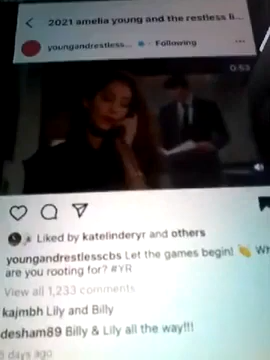 2021 amelia young and the restless li...
youngandrestless... • Following
0:53
Liked by katelinderyr and others
youngandrestlesscbs Let the games begin! 👏
are you rooting for? #YR
View all 1,233 comments
kajmbh Lily and Billy
desham89 Billy & Lily all the way!!!
days ago